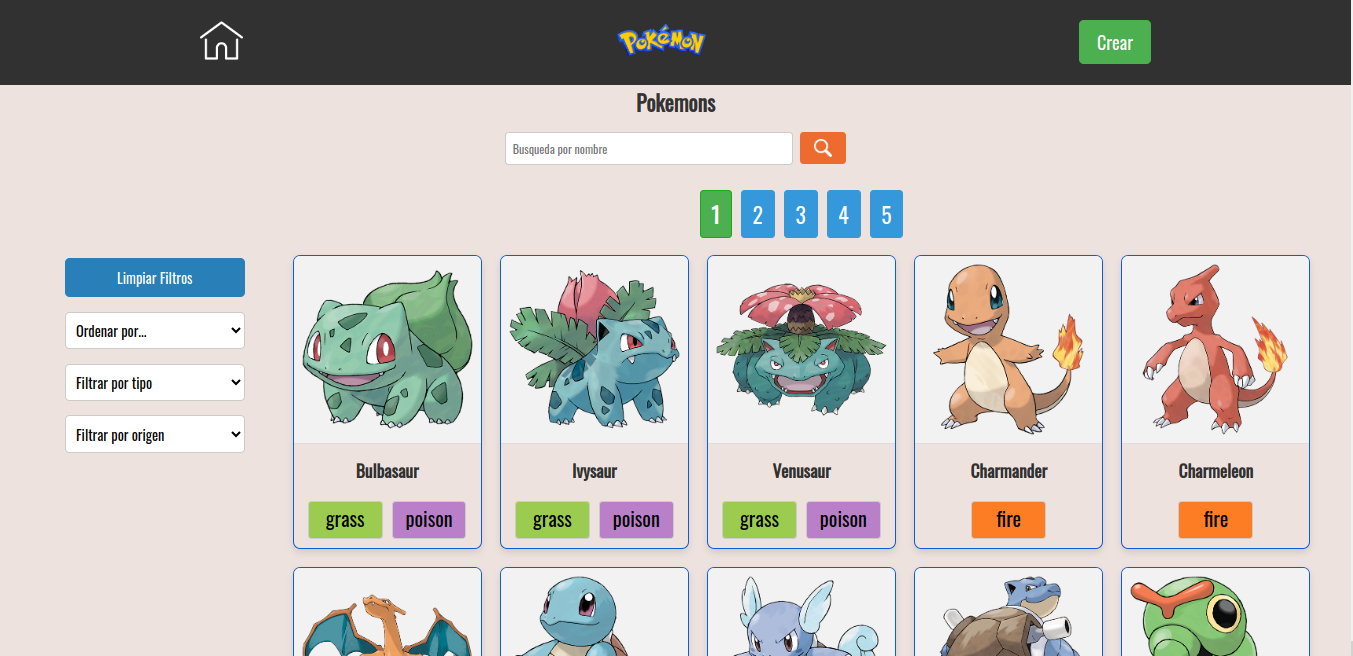 POKéMON
Crear
Pokemons
Busqueda por nombre
1 2 3 4 5
Limpiar Filtros
Ordenar por...
Filtrar por tipo
Filtrar por origen
Bulbasaur
grass poison
Ivysaur
grass poison
Venusaur
grass poison
Charmander
fire
Charmeleon
fire